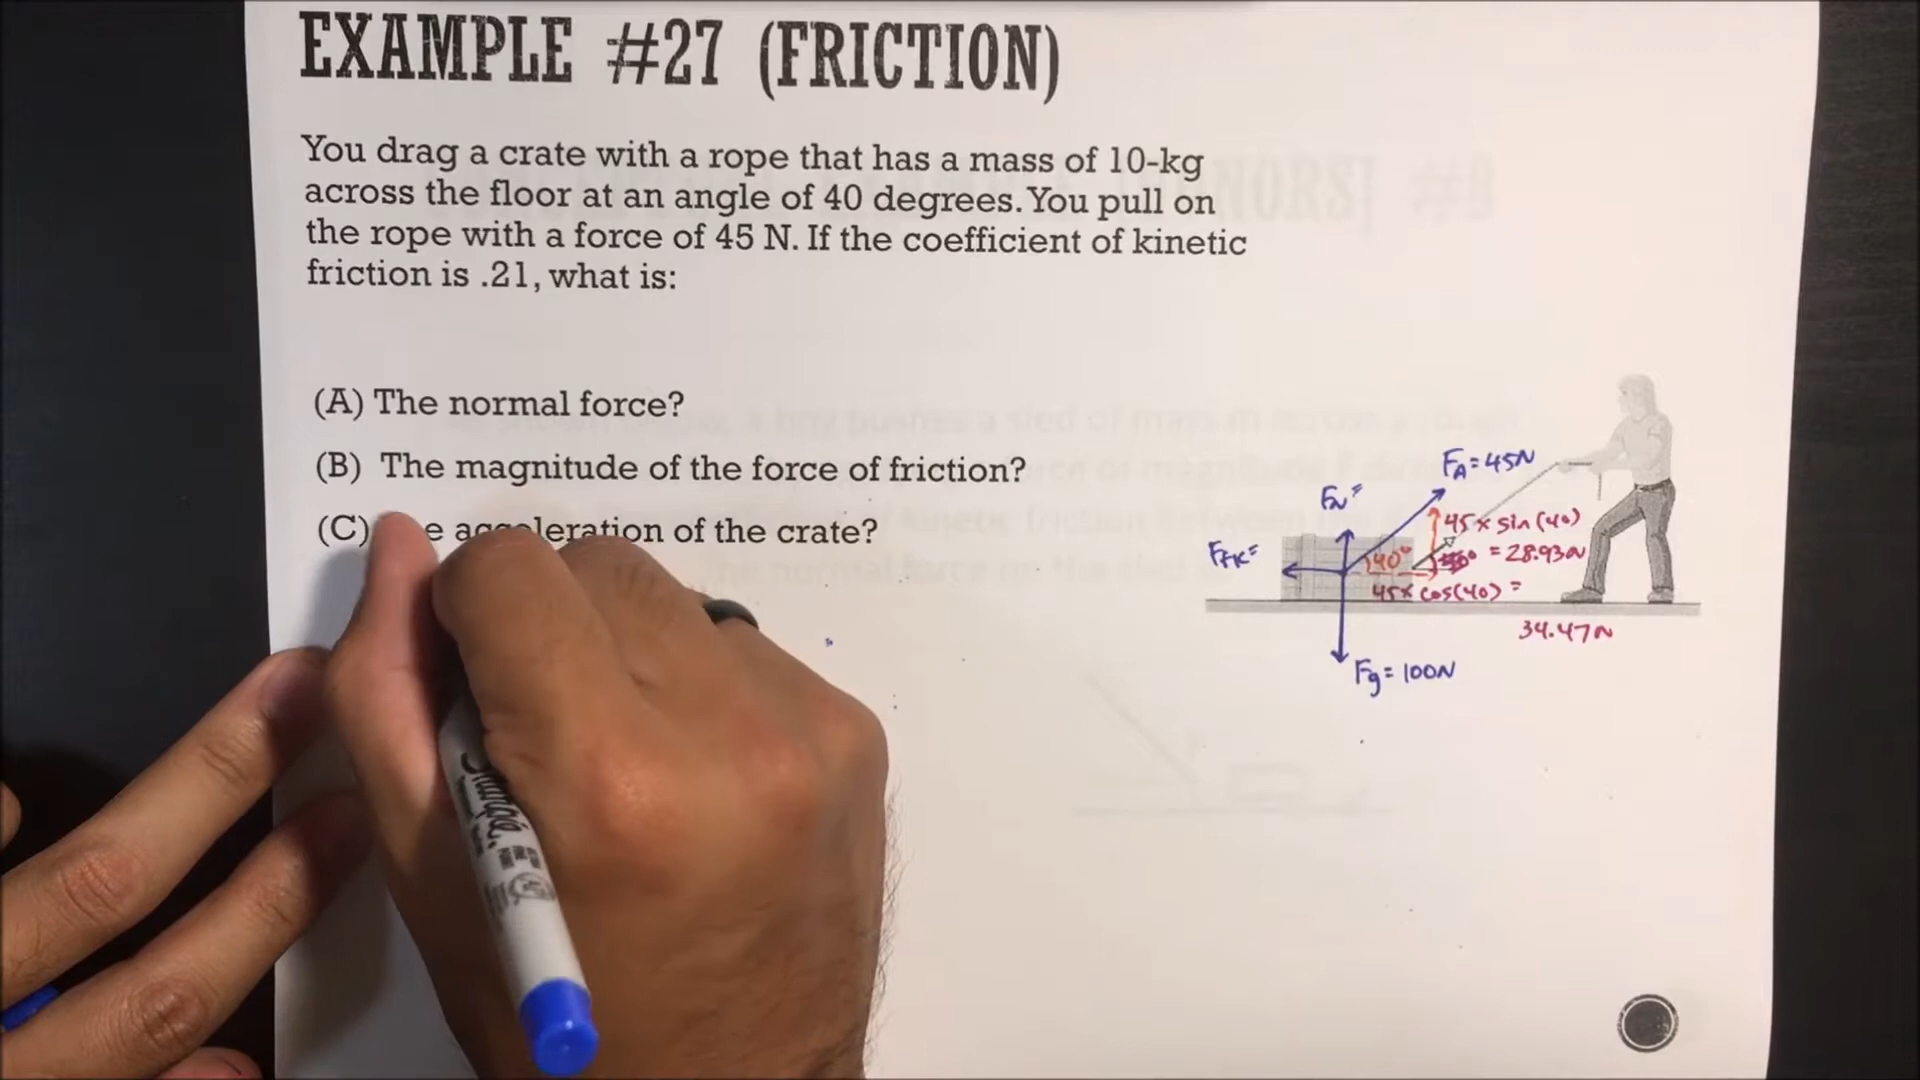 EXAMPLE #27 (FRICTION)
You drag a crate with a rope that has a mass of 10-kg
across the floor at an angle of 40 degrees. You pull on
the rope with a force of 45 N. If the coefficient of kinetic
friction is .21, what is:
(A) The normal force?
(B) The magnitude of the force of friction?
(C) e acceleration of the crate?
FA=45N
FN=
45x sin(40)
Ffk=
40°
= 28.93N
45x cos(40) =
34.47N
Fg= 100N
Sharpie.